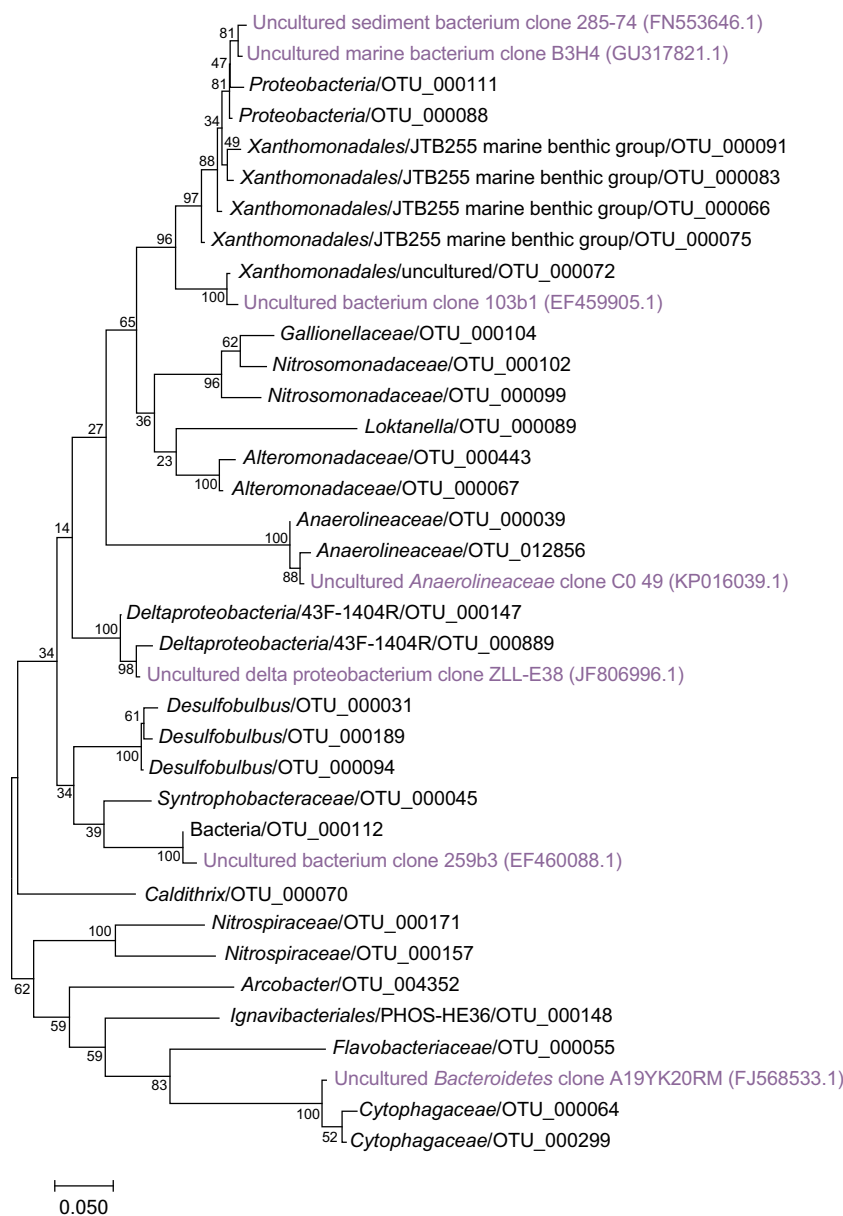 Uncultured sediment bacterium clone 285-74 (FN553646.1)
81
Uncultured marine bacterium clone B3H4 (GU317821.1)
47
81
Proteobacteria/OTU_000111
Proteobacteria/OTU_000088
34
49
Xanthomonadales/JTB255 marine benthic group/OTU_000091
88
Xanthomonadales/JTB255 marine benthic group/OTU_000083
97
Xanthomonadales/JTB255 marine benthic group/OTU_000066
96
Xanthomonadales/JTB255 marine benthic group/OTU_000075
Xanthomonadales/uncultured/OTU_000072
100
Uncultured bacterium clone 103b1 (EF459905.1)
65
Gallionellaceae/OTU_000104
62
Nitrosomonadaceae/OTU_000102
96
Nitrosomonadaceae/OTU_000099
36
27
Loktanella/OTU_000089
23
Alteromonadaceae/OTU_000443
100
Alteromonadaceae/OTU_000067
Anaerolineaceae/OTU_000039
14
100
Anaerolineaceae/OTU_012856
88
Uncultured Anaerolineaceae clone C0 49 (KP016039.1)
Deltaproteobacteria/43F-1404R/OTU_000147
100
Deltaproteobacteria/43F-1404R/OTU_000889
34
98
Uncultured delta proteobacterium clone ZLL-E38 (JF806996.1)
Desulfobulbus/OTU_000031
61
Desulfobulbus/OTU_000189
100
Desulfobulbus/OTU_000094
34
Syntrophobacteraceae/OTU_000045
39
Bacteria/OTU_000112
100
Uncultured bacterium clone 259b3 (EF460088.1)
Caldithrix/OTU_000070
Nitrospiraceae/OTU_000171
100
Nitrospiraceae/OTU_000157
62
Arcobacter/OTU_004352
59
Ignavibacteriales/PHOS-HE36/OTU_000148
59
Flavobacteriaceae/OTU_000055
83
Uncultured Bacteroidetes clone A19YK20RM (FJ568533.1)
100
Cytophagaceae/OTU_000064
52
Cytophagaceae/OTU_000299
0.050